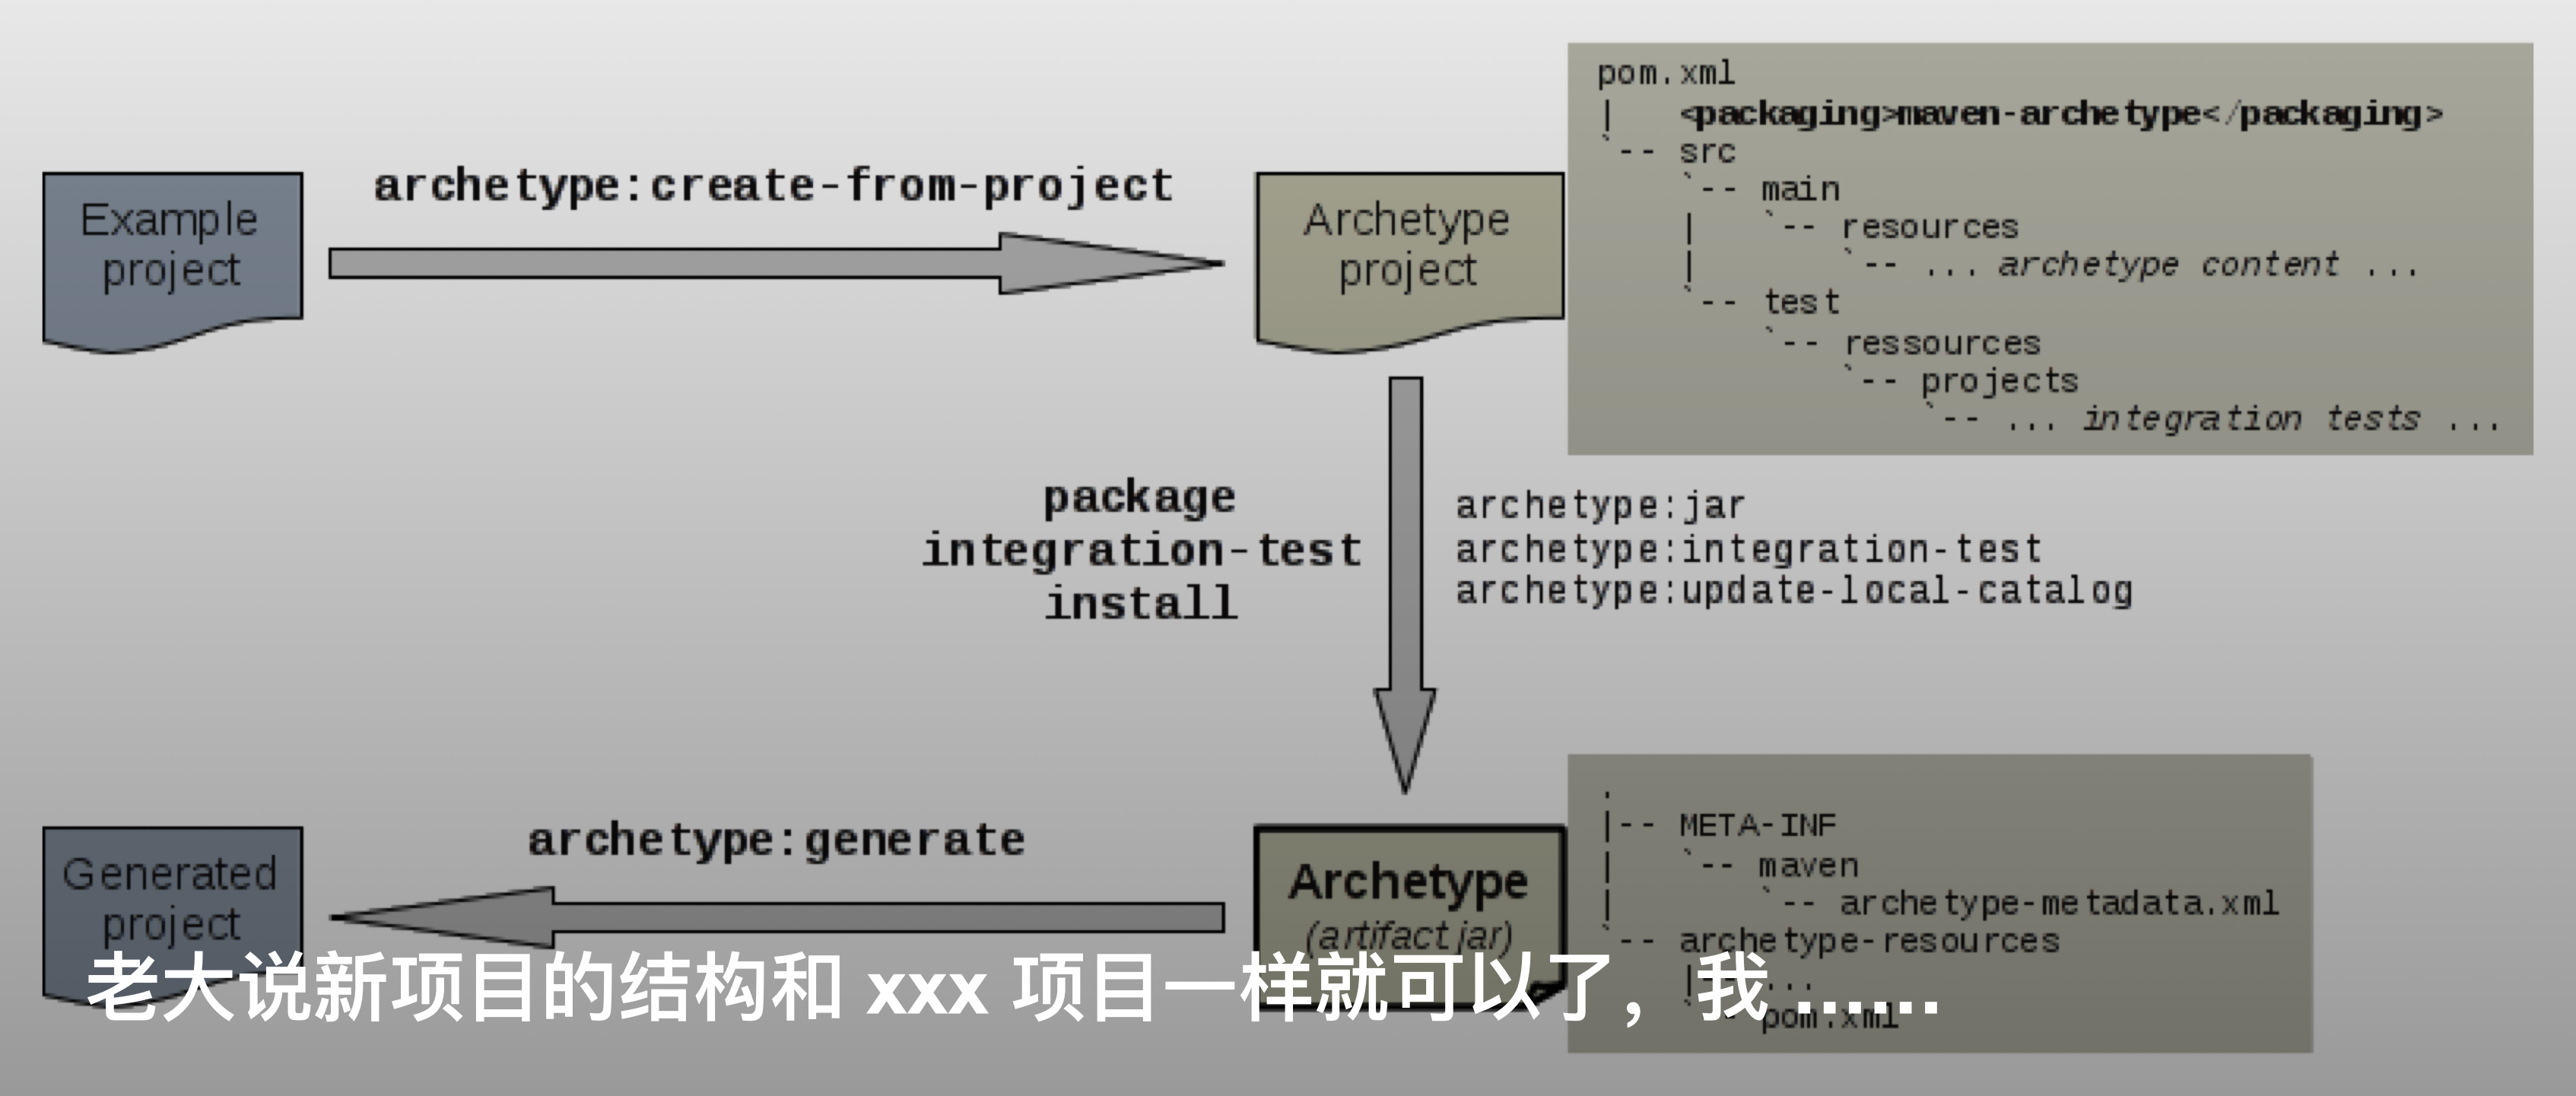 Example
project
archetype:create-from-project
Archetype
project
pom.xml
|   <packaging>maven-archetype</packaging>
`-- src
    `-- main
    |   `-- resources
    |       `-- ... archetype content ...
    `-- test
        `-- ressources
            `-- projects
                `-- ... integration tests ...
package
integration-test
install
archetype:jar
archetype:integration-test
archetype:update-local-catalog
Generated
project
archetype:generate
Archetype
(artifact jar)
.
|-- META-INF
|   `-- maven
|       `-- archetype-metadata.xml
`-- archetype-resources
    |-- ...
    `-- pom.xml
老大说新项目的结构和 xxx 项目一样就可以了，我 ......